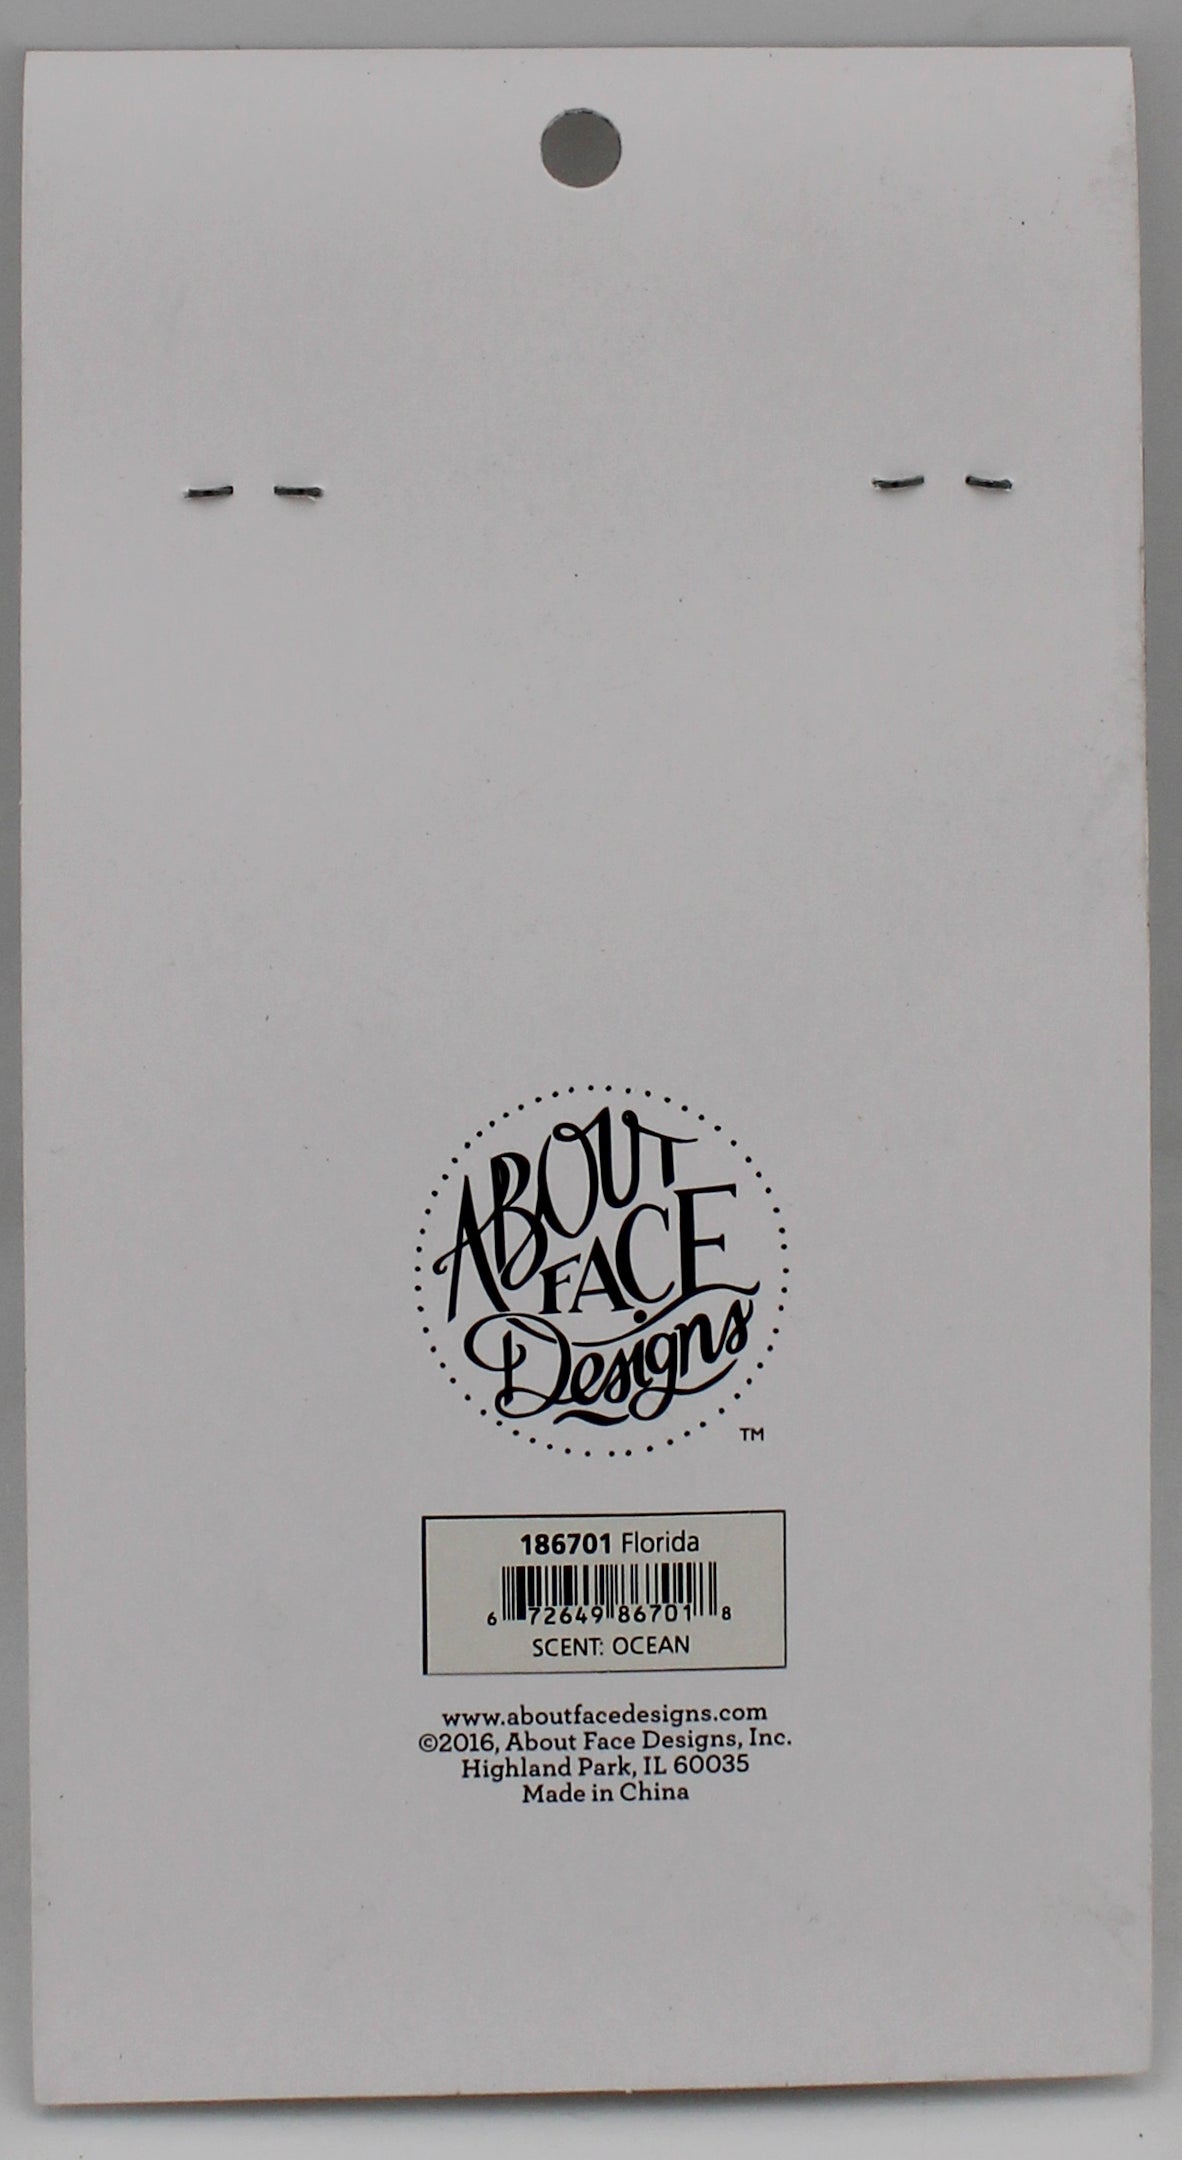 ABOUT
FACE
Designs
TM
186701 Florida
6 72649 86701 8
SCENT: OCEAN
www.aboutfacedesigns.com
©2016, About Face Designs, Inc.
Highland Park, IL 60035
Made in China